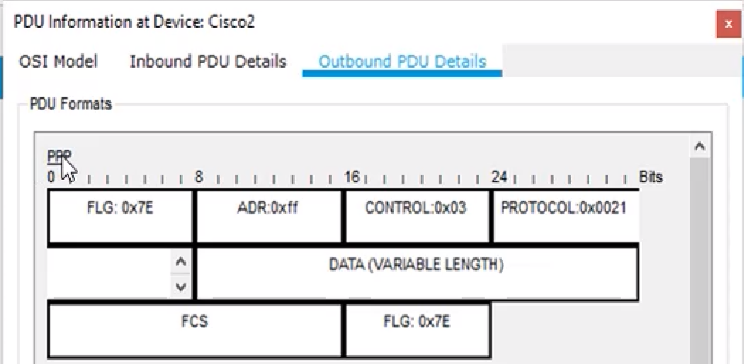 PDU Information at Device: Cisco2
x
OSI Model Inbound PDU Details Outbound PDU Details
PDU Formats
PPP
0 8 16 24 Bits
FLG: 0x7E ADR:0xff CONTROL:0x03 PROTOCOL:0x0021
DATA (VARIABLE LENGTH)
FCS FLG: 0x7E